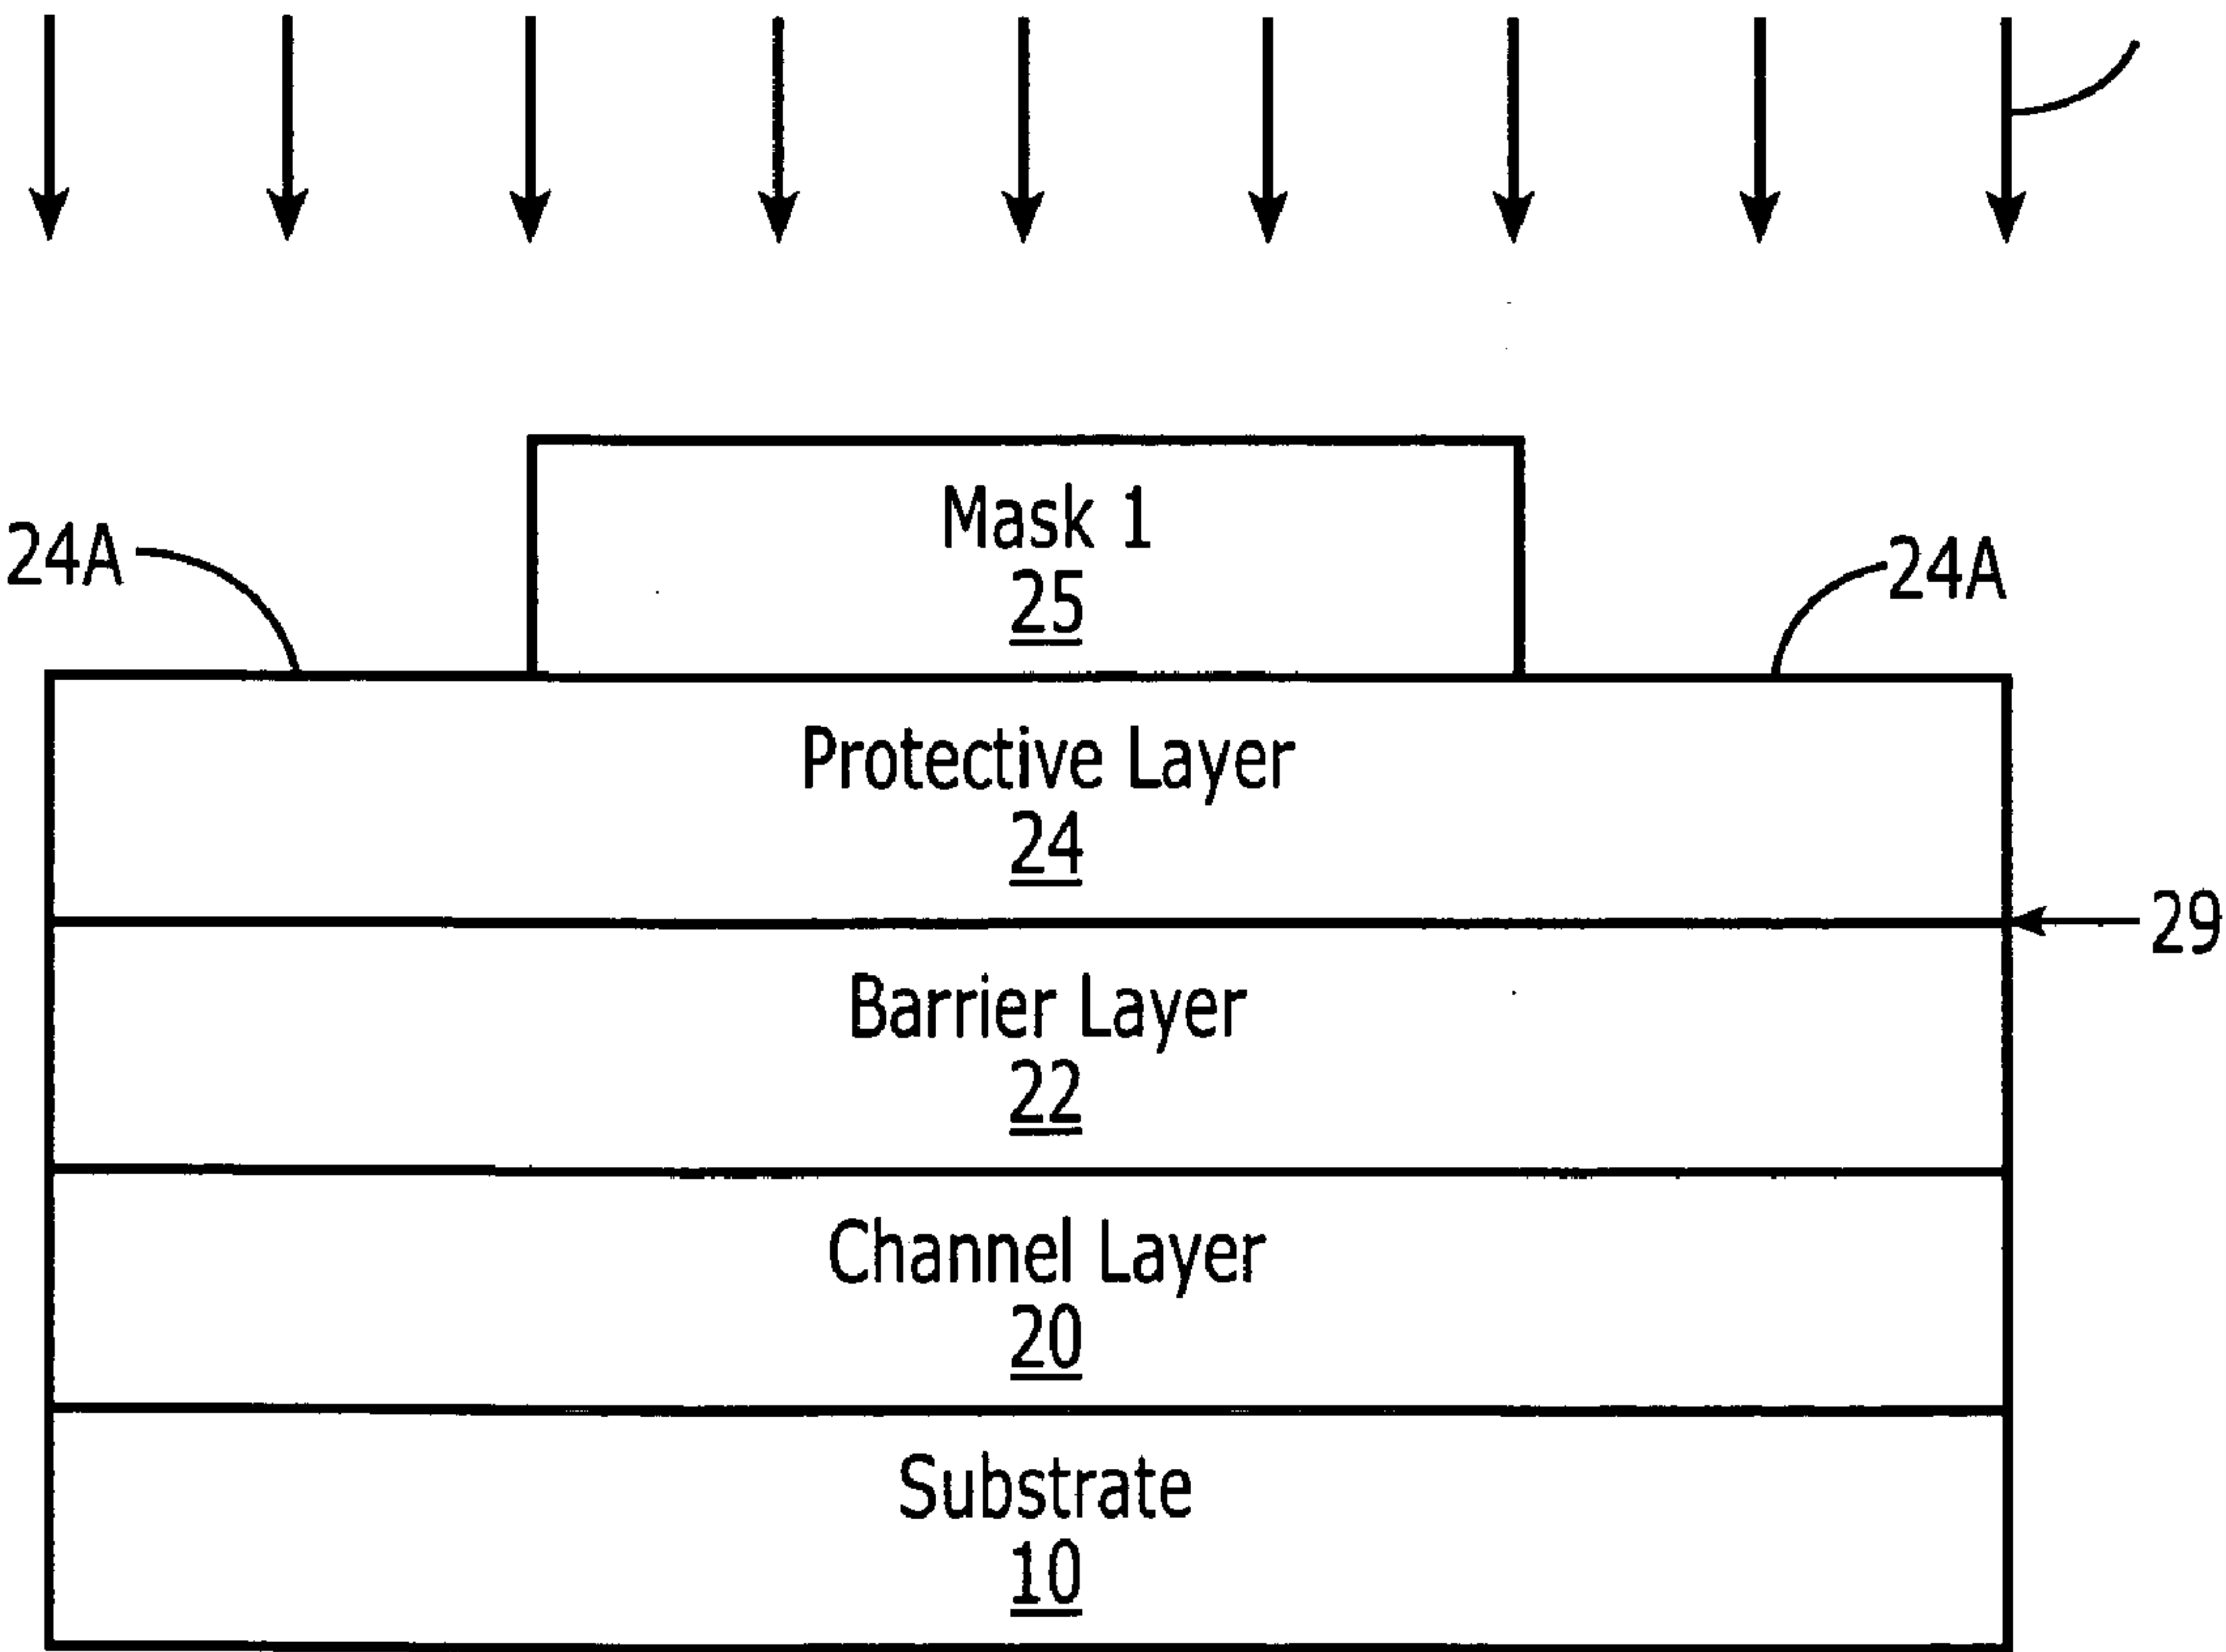 Mask 1
25
24A
24A
Protective Layer
24
29
Barrier Layer
22
Channel Layer
20
Substrate
10